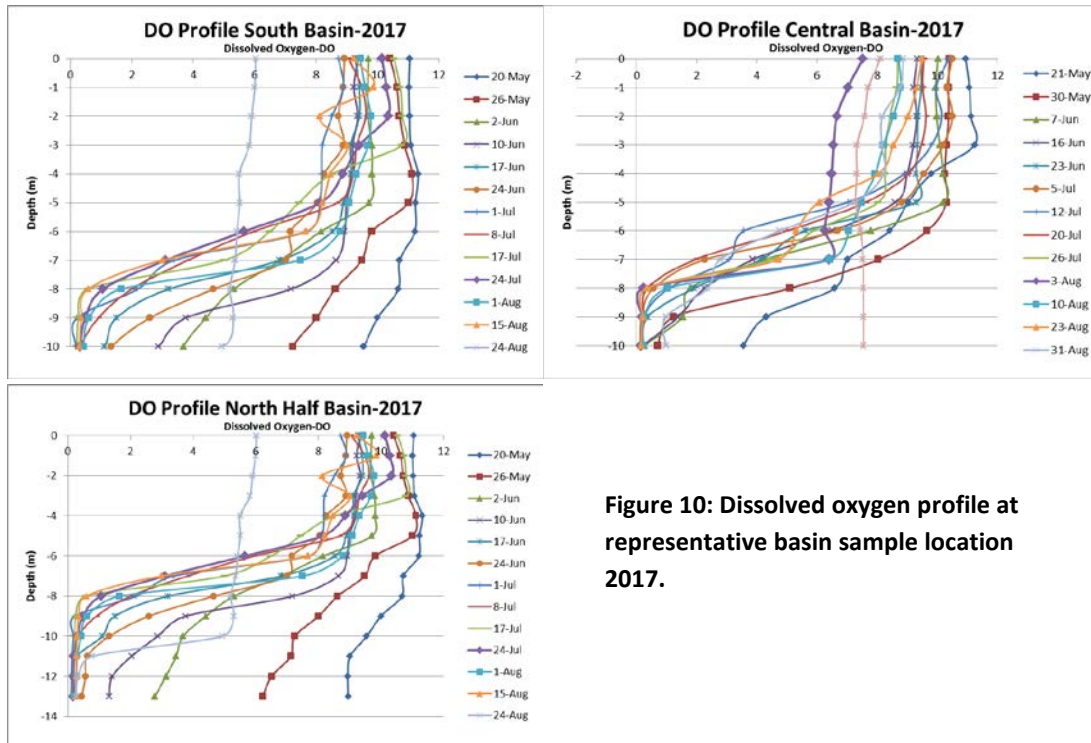 DO Profile South Basin-2017
Dissolved Oxygen-DO
0 2 4 6 8 10 12
0
-1
-2
-3
-4
-5
-6
-7
-8
-9
-10
Depth (m)
20-May
26-May
2-Jun
10-Jun
17-Jun
24-Jun
1-Jul
8-Jul
17-Jul
24-Jul
1-Aug
15-Aug
24-Aug
DO Profile Central Basin-2017
Dissolved Oxygen-DO
-2 0 2 4 6 8 10 12
0
-1
-2
-3
-4
-5
-6
-7
-8
-9
-10
Depth (m)
21-May
30-May
7-Jun
16-Jun
23-Jun
5-Jul
12-Jul
20-Jul
26-Jul
3-Aug
10-Aug
23-Aug
31-Aug
DO Profile North Half Basin-2017
Dissolved Oxygen-DO
0 2 4 6 8 10 12
0
-2
-4
-6
-8
-10
-12
-14
Depth (m)
20-May
26-May
2-Jun
10-Jun
17-Jun
24-Jun
1-Jul
8-Jul
17-Jul
24-Jul
1-Aug
15-Aug
24-Aug
Figure 10: Dissolved oxygen profile at
representative basin sample location
2017.